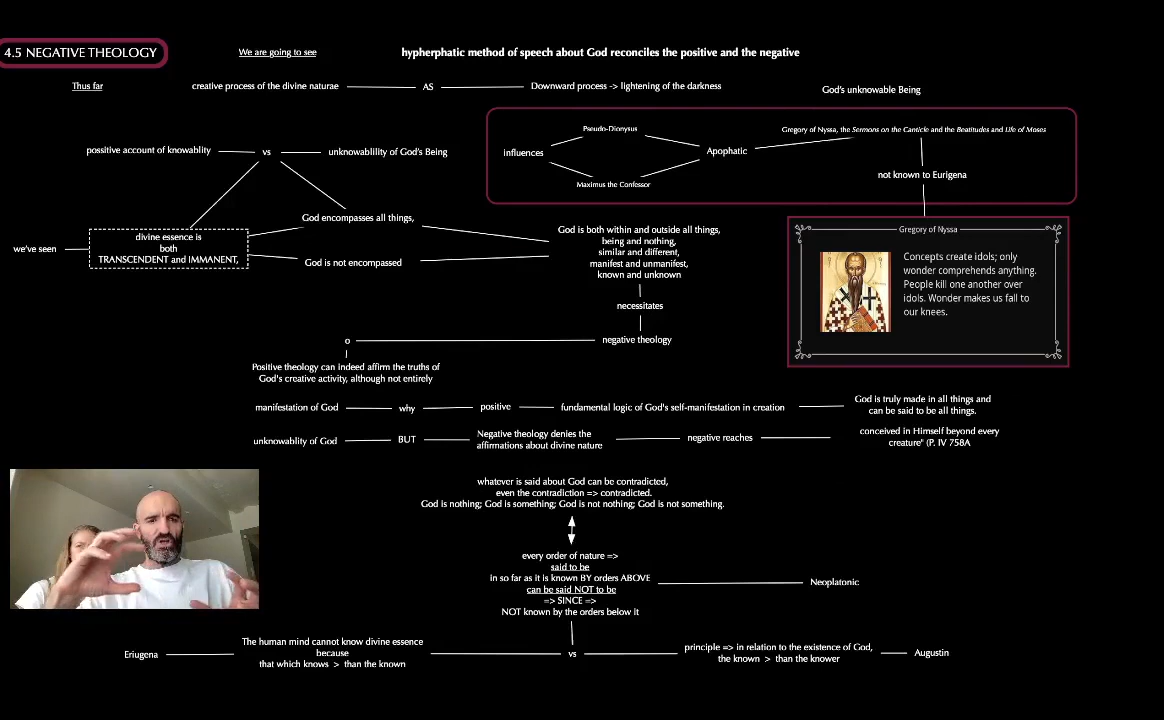 4.5 NEGATIVE THEOLOGY
We are going to see
hypherphatic method of speech about God reconciles the positive and the negative
Thus far
creative process of the divine naturae
AS
Downward process -> lightening of the darkness
God's unknowable Being
possitive account of knowablity
vs
unknowablility of God's Being
influences
Pseudo-Dionysus
Maximus the Confessor
Apophatic
Gregory of Nyssa, the Sermons on the Canticle and the Beatitudes and Life of Moses
not known to Eurigena
we've seen
divine essence is
both
TRANSCENDENT and IMMANENT,
God encompasses all things,
God is not encompassed
God is both within and outside all things,
being and nothing,
similar and different,
manifest and unmanifest,
known and unknown
Gregory of Nyssa
Concepts create idols; only
wonder comprehends anything.
People kill one another over
idols. Wonder makes us fall to
our knees.
necessitates
negative theology
o
Positive theology can indeed affirm the truths of
God's creative activity, although not entirely
manifestation of God
why
positive
fundamental logic of God's self-manifestation in creation
God is truly made in all things and
can be said to be all things.
unknowablity of God
BUT
Negative theology denies the
affirmations about divine nature
negative reaches
conceived in Himself beyond every
creature" (P. IV 758A
whatever is said about God can be contradicted,
even the contradiction => contradicted.
God is nothing; God is something; God is not nothing; God is not something.
every order of nature =>
said to be
in so far as it is known BY orders ABOVE
can be said NOT to be
=> SINCE =>
NOT known by the orders below it
Neoplatonic
Eriugena
The human mind cannot know divine essence
because
that which knows > than the known
vs
principle => in relation to the existence of God,
the known > than the knower
Augustin